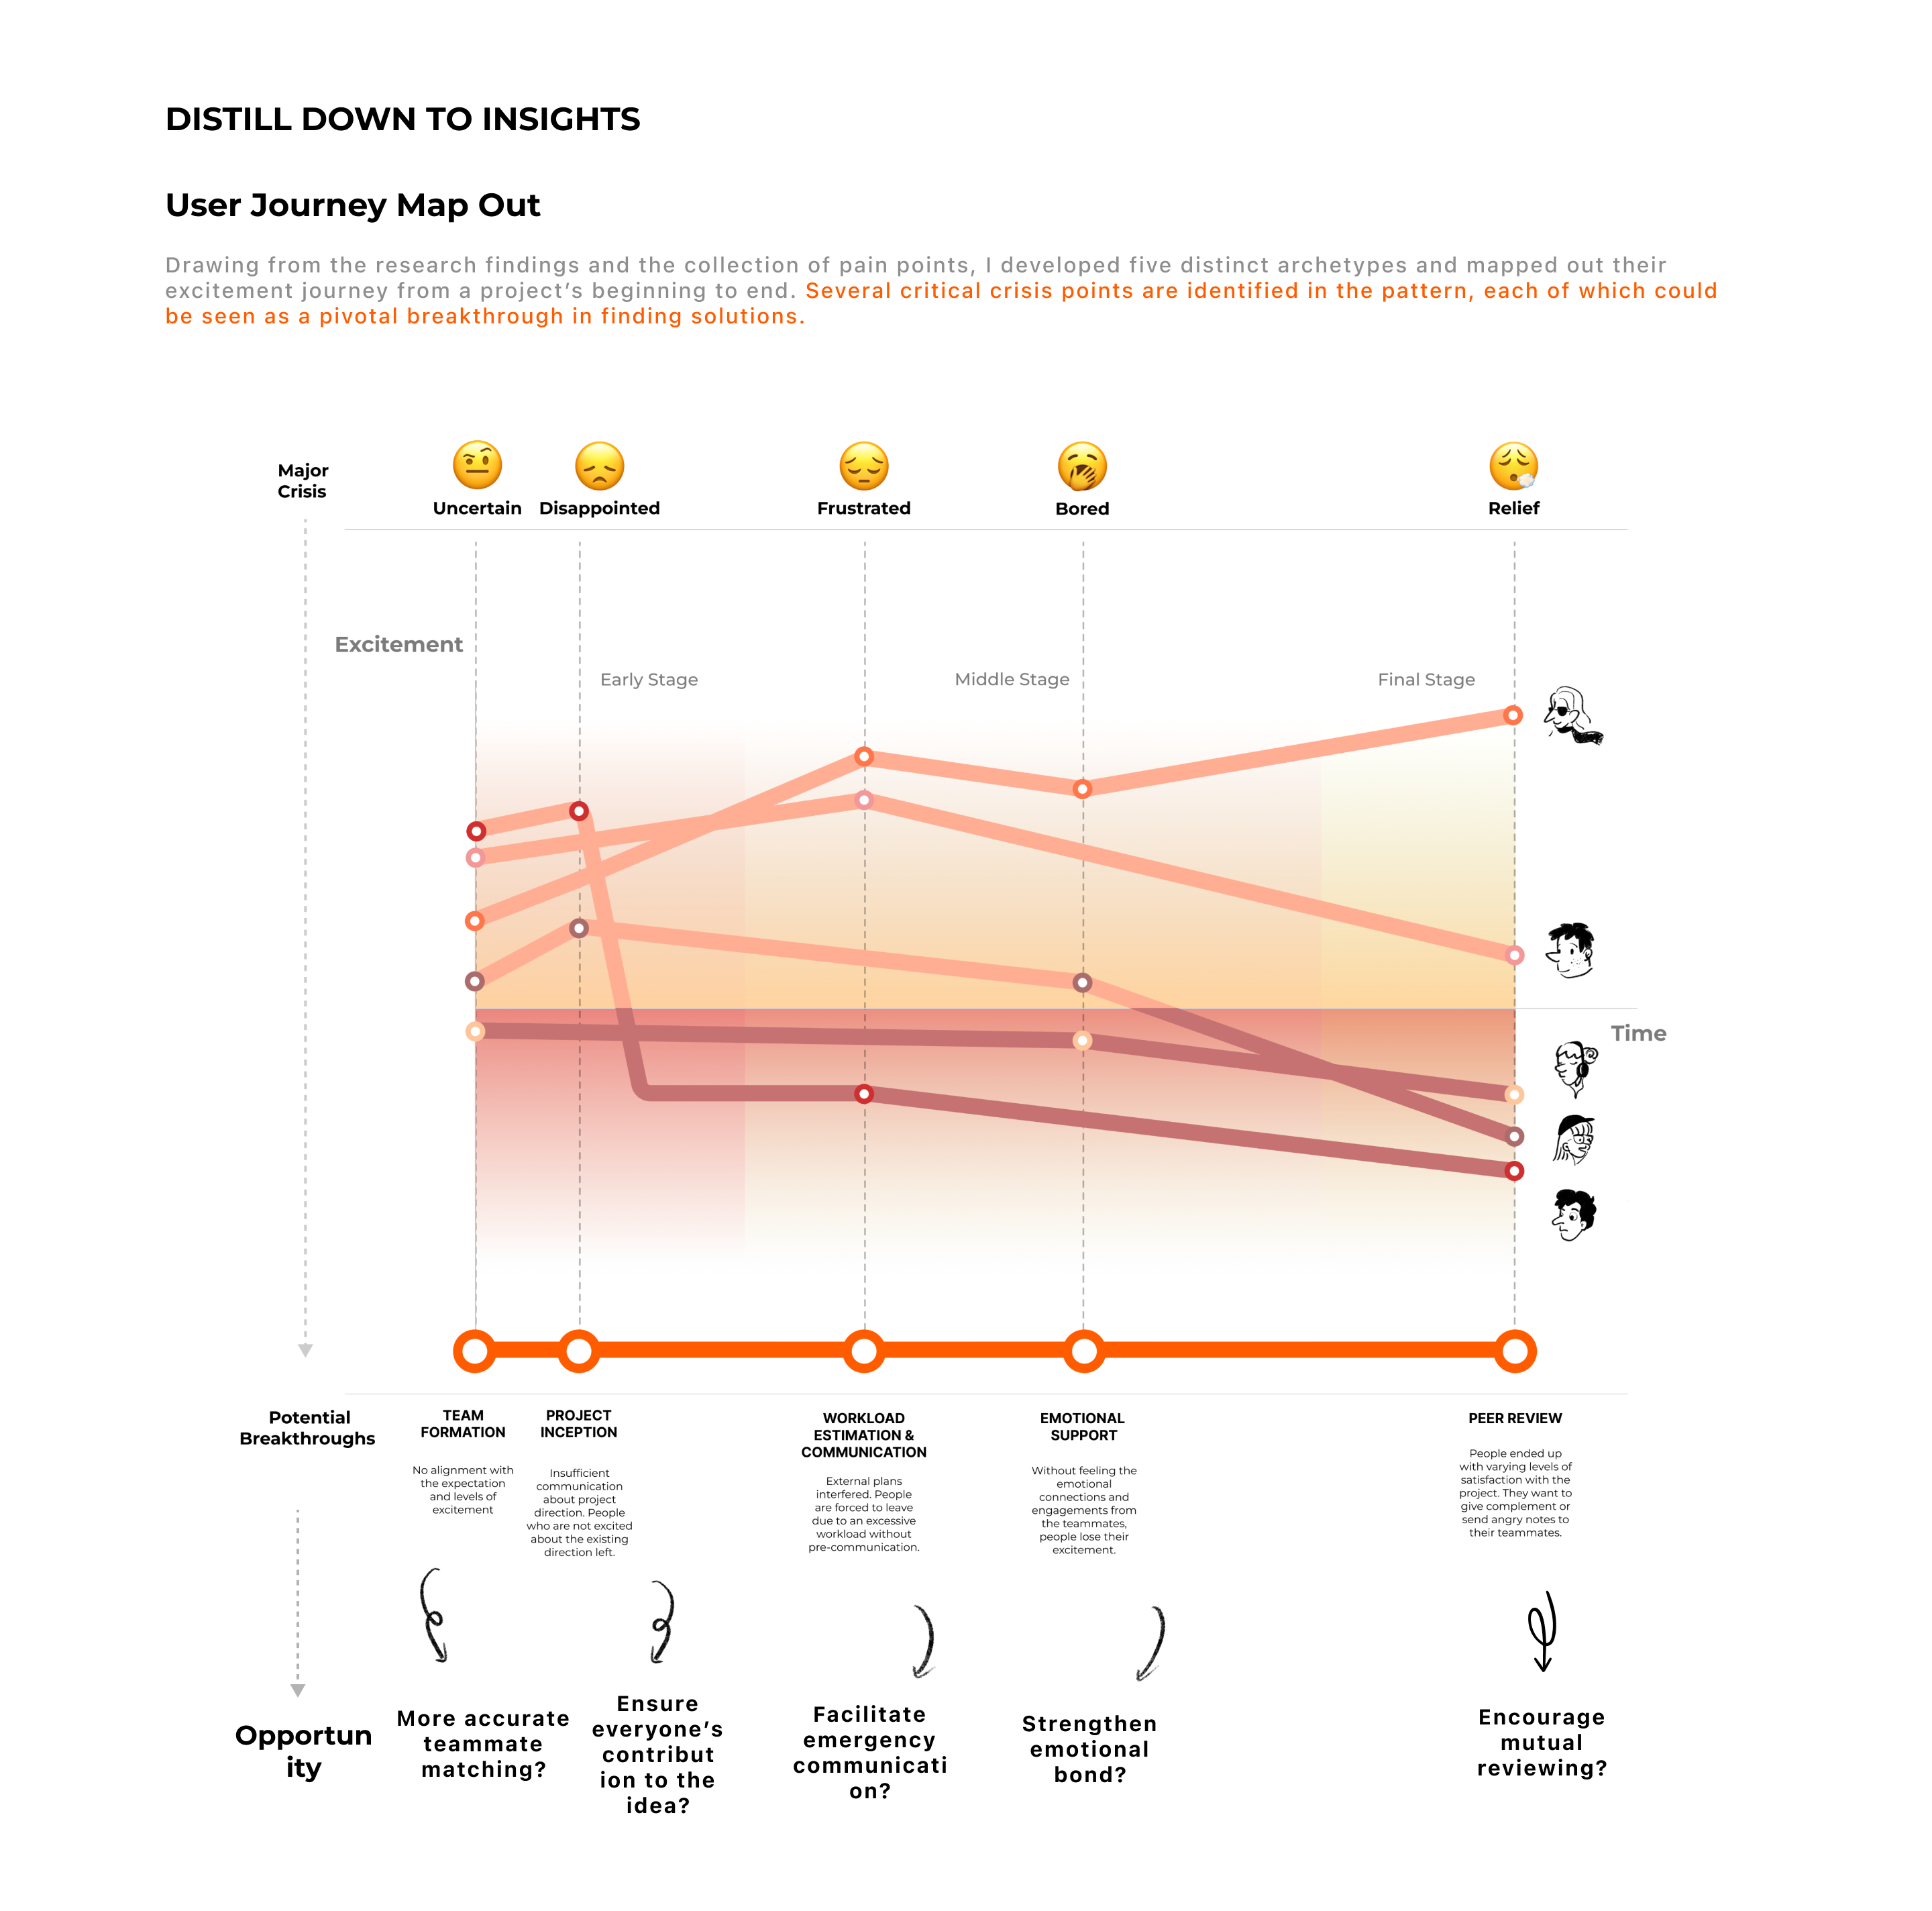 DISTILL DOWN TO INSIGHTS
User Journey Map Out
Drawing from the research findings and the collection of pain points, I developed five distinct archetypes and mapped out their
excitement journey from a project’s beginning to end. Several critical crisis points are identified in the pattern, each of which could
be seen as a pivotal breakthrough in finding solutions.
Major
Crisis
Uncertain
Disappointed
Frustrated
Bored
Relief
Excitement
Early Stage
Middle Stage
Final Stage
Time
Potential
Breakthroughs
TEAM
FORMATION
No alignment with
the expectation
and levels of
excitement
PROJECT
INCEPTION
Insufficient
communication
about project
direction. People
who are not excited
about the existing
direction left.
WORKLOAD
ESTIMATION &
COMMUNICATION
External plans
interfered. People
are forced to leave
due to an excessive
workload without
pre-communication.
EMOTIONAL
SUPPORT
Without feeling the
emotional
connections and
engagements from
the teammates,
people lose their
excitement.
PEER REVIEW
People ended up
with varying levels of
satisfaction with the
project. They want to
give complement or
send angry notes to
their teammates.
Opportun
ity
More accurate
teammate
matching?
Ensure
everyone’s
contribut
ion to the
idea?
Facilitate
emergency
communicati
on?
Strengthen
emotional
bond?
Encourage
mutual
reviewing?